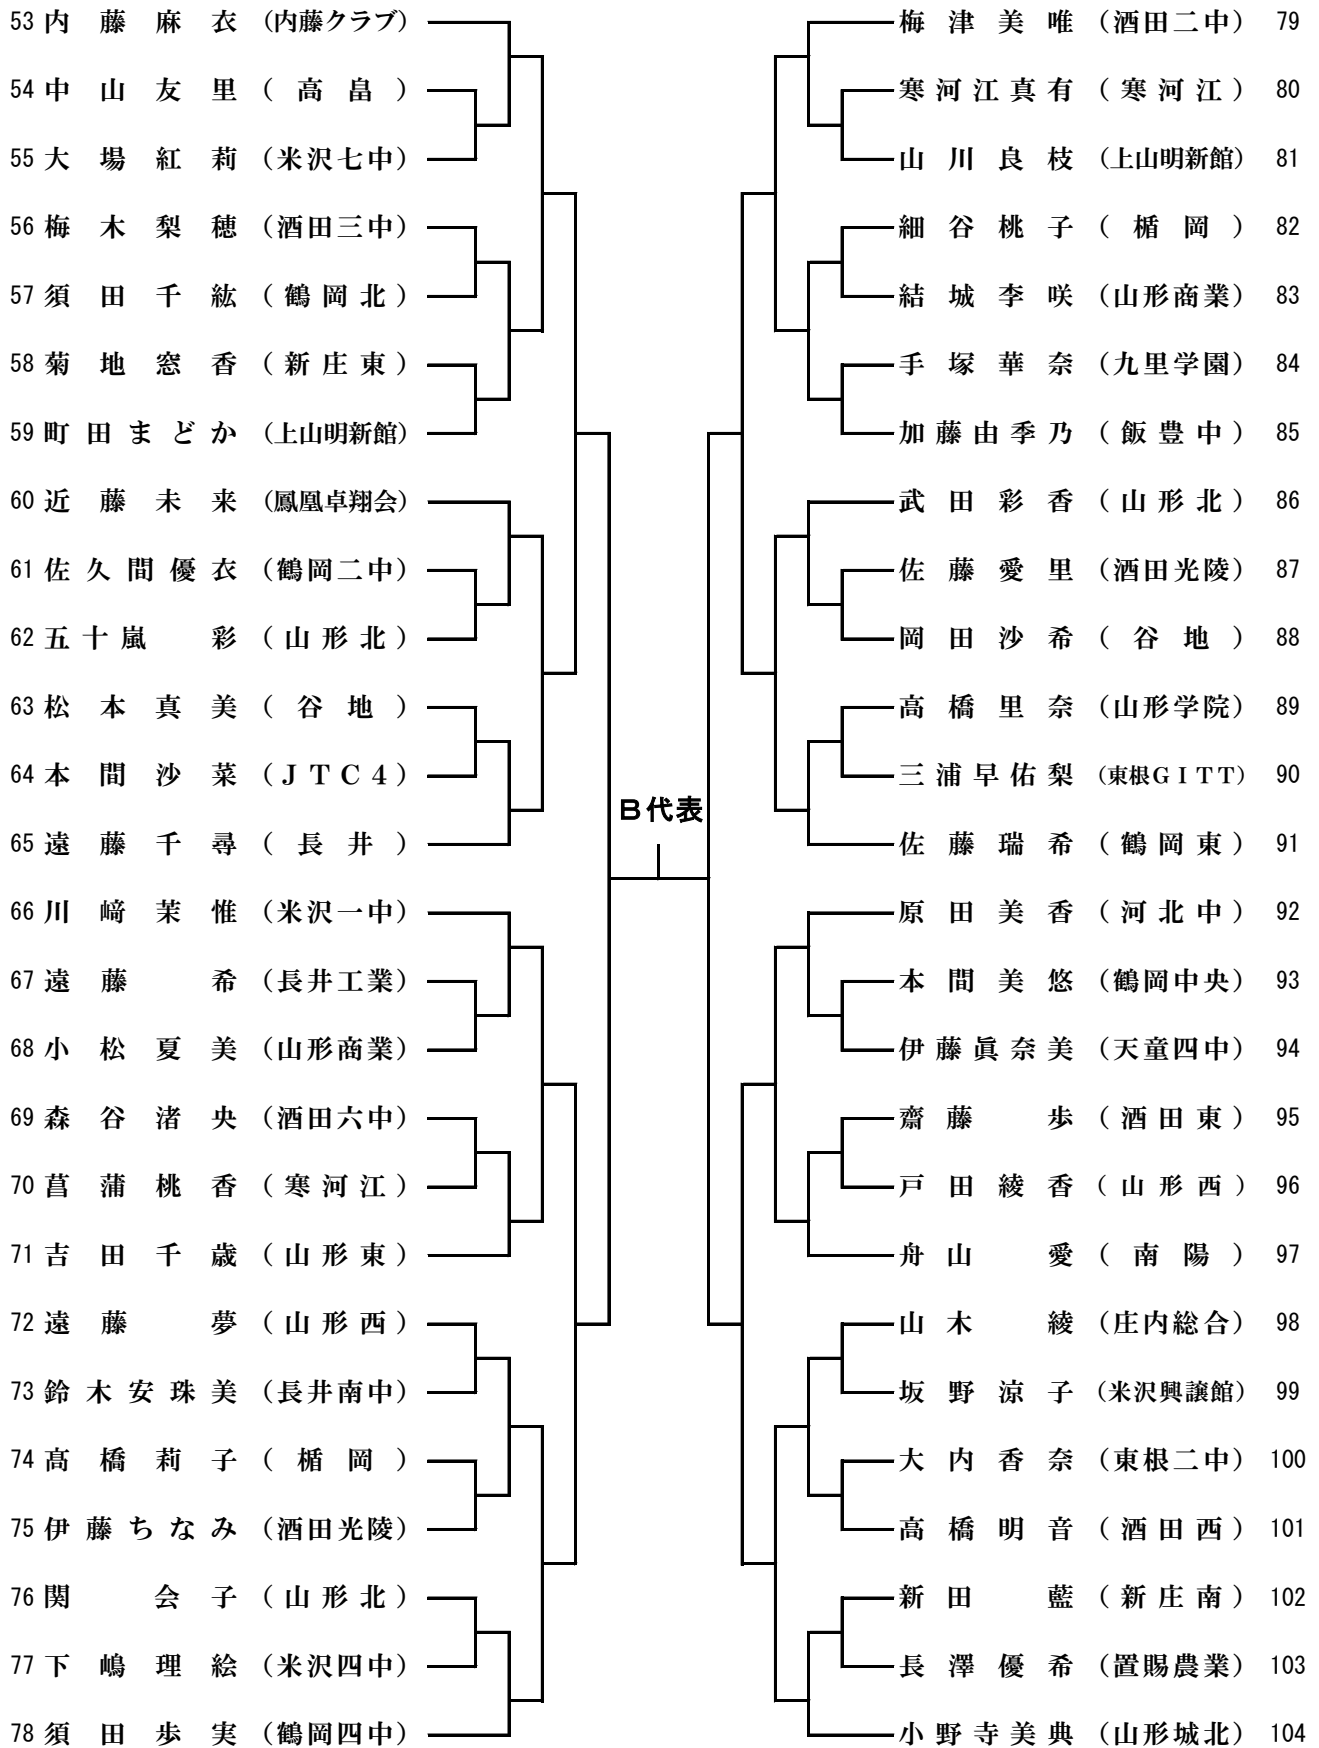 53 内藤麻衣 (内藤クラブ)
54 中山友里 (高畠)
55 大場紅莉 (米沢七中)
56 梅木梨穂 (酒田三中)
57 須田千紘 (鶴岡北)
58 菊地窓香 (新庄東)
59 町田まどか (上山明新館)
60 近藤未来 (鳳凰卓翔会)
61 佐久間優衣 (鶴岡二中)
62 五十嵐彩 (山形北)
63 松本真美 (谷地)
64 本間沙菜 (JTC4)
65 遠藤千尋 (長井)
66 川﨑茉惟 (米沢一中)
67 遠藤希 (長井工業)
68 小松夏美 (山形商業)
69 森谷渚央 (酒田六中)
70 菖蒲桃香 (寒河江)
71 吉田千歳 (山形東)
72 遠藤夢 (山形西)
73 鈴木安珠美 (長井南中)
74 髙橋莉子 (楯岡)
75 伊藤ちなみ (酒田光陵)
76 関会子 (山形北)
77 下嶋理絵 (米沢四中)
78 須田歩実 (鶴岡四中)
B代表
梅津美唯 (酒田二中) 79
寒河江真有 (寒河江) 80
山川良枝 (上山明新館) 81
細谷桃子 (楯岡) 82
結城李咲 (山形商業) 83
手塚華奈 (九里学園) 84
加藤由季乃 (飯豊中) 85
武田彩香 (山形北) 86
佐藤愛里 (酒田光陵) 87
岡田沙希 (谷地) 88
高橋里奈 (山形学院) 89
三浦早佑梨 (東根GITT) 90
佐藤瑞希 (鶴岡東) 91
原田美香 (河北中) 92
本間美悠 (鶴岡中央) 93
伊藤眞奈美 (天童四中) 94
齋藤歩 (酒田東) 95
戸田綾香 (山形西) 96
舟山愛 (南陽) 97
山木綾 (庄内総合) 98
坂野涼子 (米沢興譲館) 99
大内香奈 (東根二中) 100
高橋明音 (酒田西) 101
新田藍 (新庄南) 102
長澤優希 (置賜農業) 103
小野寺美典 (山形城北) 104